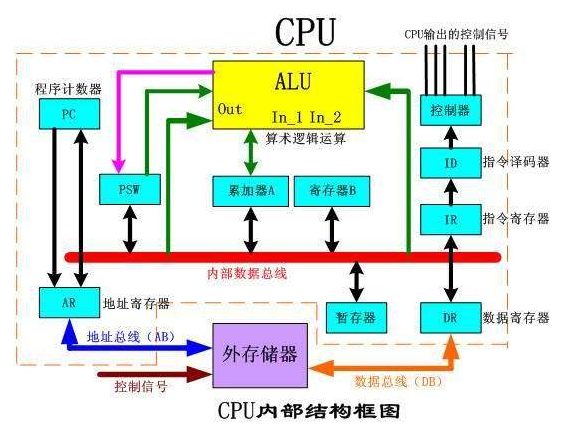 CPU
CPU输出的控制信号
程序计数器
PC
ALU
Out
In_1 In_2
算术逻辑运算
控制器
ID
指令译码器
PSW
累加器A
寄存器B
IR
指令寄存器
内部数据总线
AR
地址寄存器
暂存器
DR
数据寄存器
地址总线（AB）
外存储器
控制信号
数据总线（DB）
CPU内部结构框图